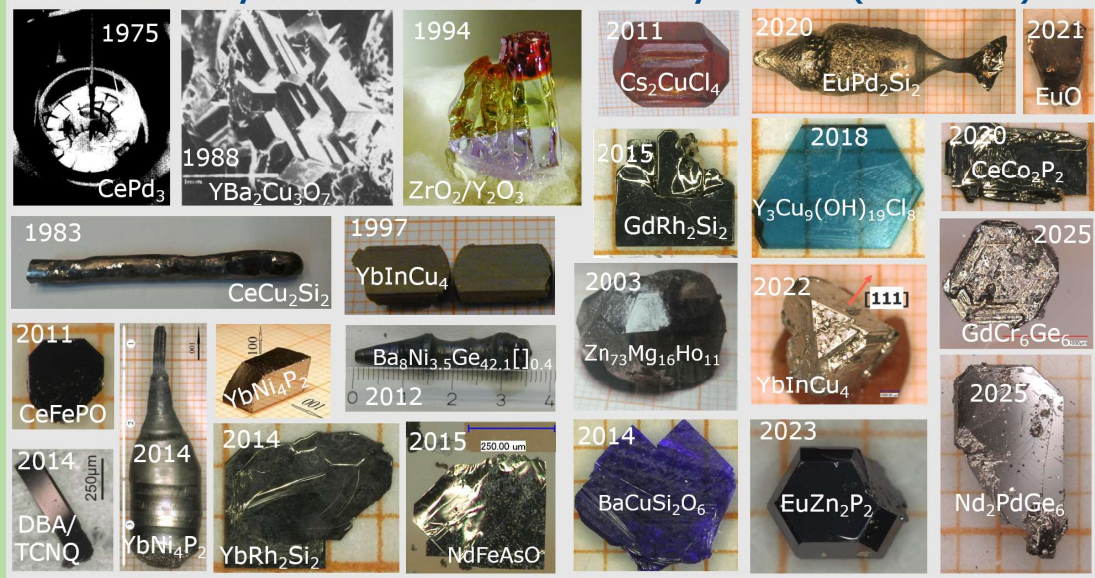 1975
CePd₃
1988
YBa₂Cu₃O₇
1994
ZrO₂/Y₂O₃
2011
Cs₂CuCl₄
2020
EuPd₂Si₂
2021
EuO
2015
GdRh₂Si₂
2018
Y₃Cu₉(OH)₁₉Cl₈
2020
CeCo₂P₂
1983
CeCu₂Si₂
1997
YbInCu₄
2003
Zn₇₃Mg₁₆Ho₁₁
2022
[111]
YbInCu₄
2025
GdCr₆Ge₆
2011
CeFePO
2014
YbNi₄P₂
001
100
YbNi₄P₂
001
Ba₈Ni₃.₅Ge₄₂.₁[]₀.₄
2012
2 3 4
2014
250µm
DBA/
TCNQ
2014
YbRh₂Si₂
2015
250.00 um
NdFeAsO
2014
BaCuSi₂O₆
2023
EuZn₂P₂
2025
Nd₂PdGe₆